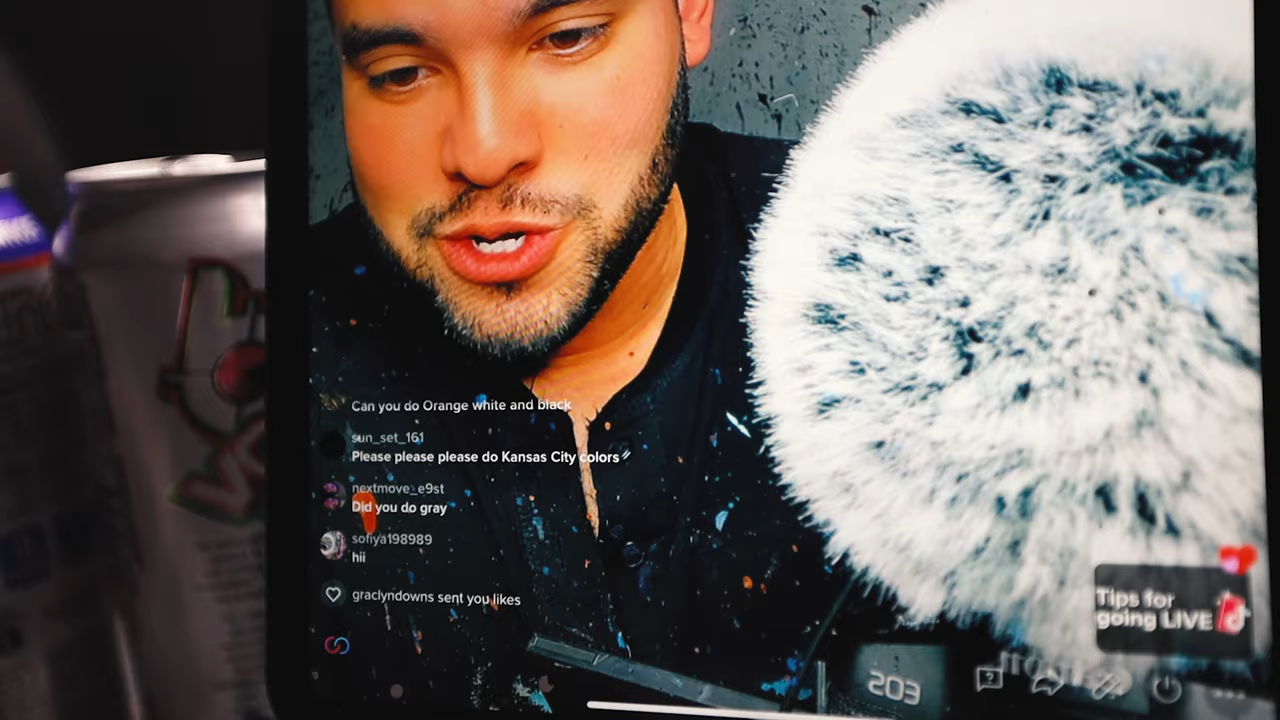 Can you do Orange white and black
sun_set_161
Please please please do Kansas City colors
nextmove_e9st
Did you do gray
sofiya198989
hii
graclyndowns sent you likes
Tips for
going LIVE
203